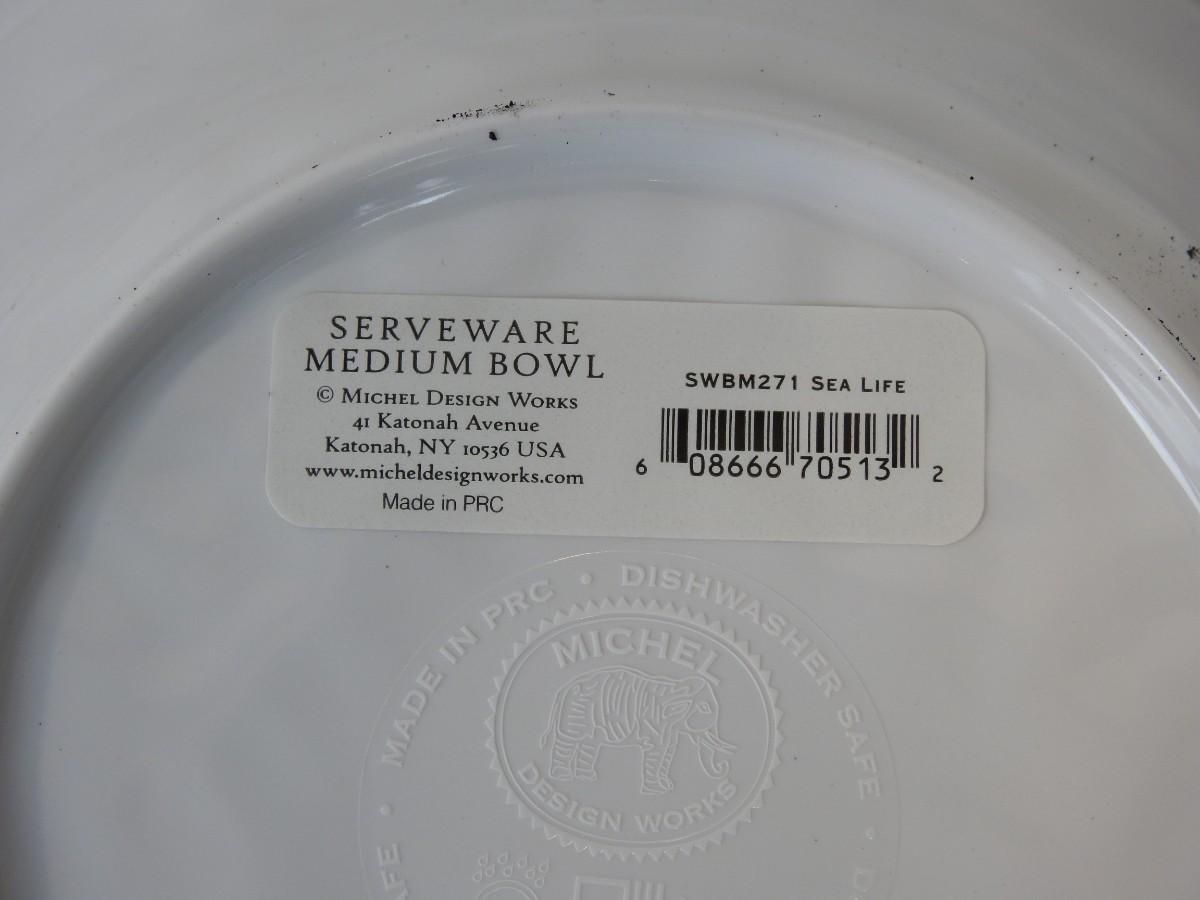 SERVEWARE
MEDIUM BOWL
© MICHEL DESIGN WORKS
41 Katonah Avenue
Katonah, NY 10536 USA
www.micheldesignworks.com
Made in PRC
SWBM271 SEA LIFE
6 08666 70513 2
MADE IN PRC • DISHWASHER SAFE •
MICHEL
DESIGN WORKS